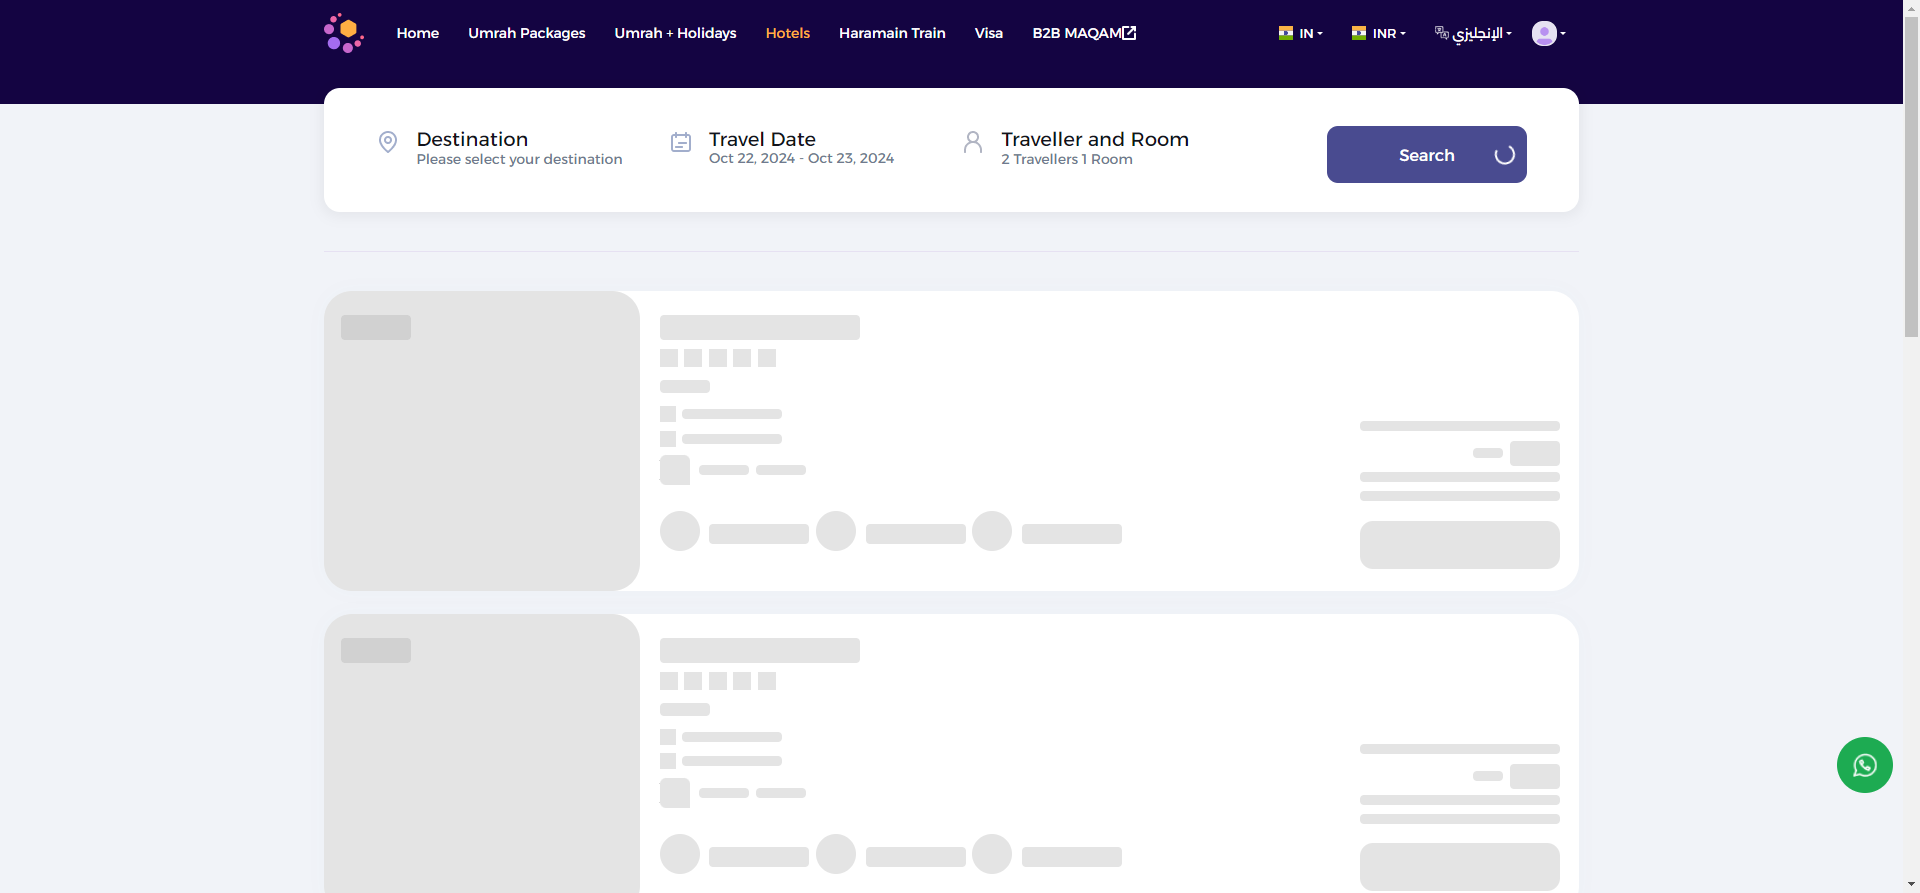 Home Umrah Packages Umrah + Holidays Hotels Haramain Train Visa B2B MAQAM IN INR الإنجليزي
Destination
Please select your destination
Travel Date
Oct 22, 2024 - Oct 23, 2024
Traveller and Room
2 Travellers 1 Room
Search